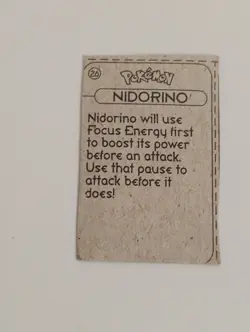 26
POKéMON
NIDORINO
Nidorino will use
Focus Energy first
to boost its power
before an attack.
Use that pause to
attack before it
does!